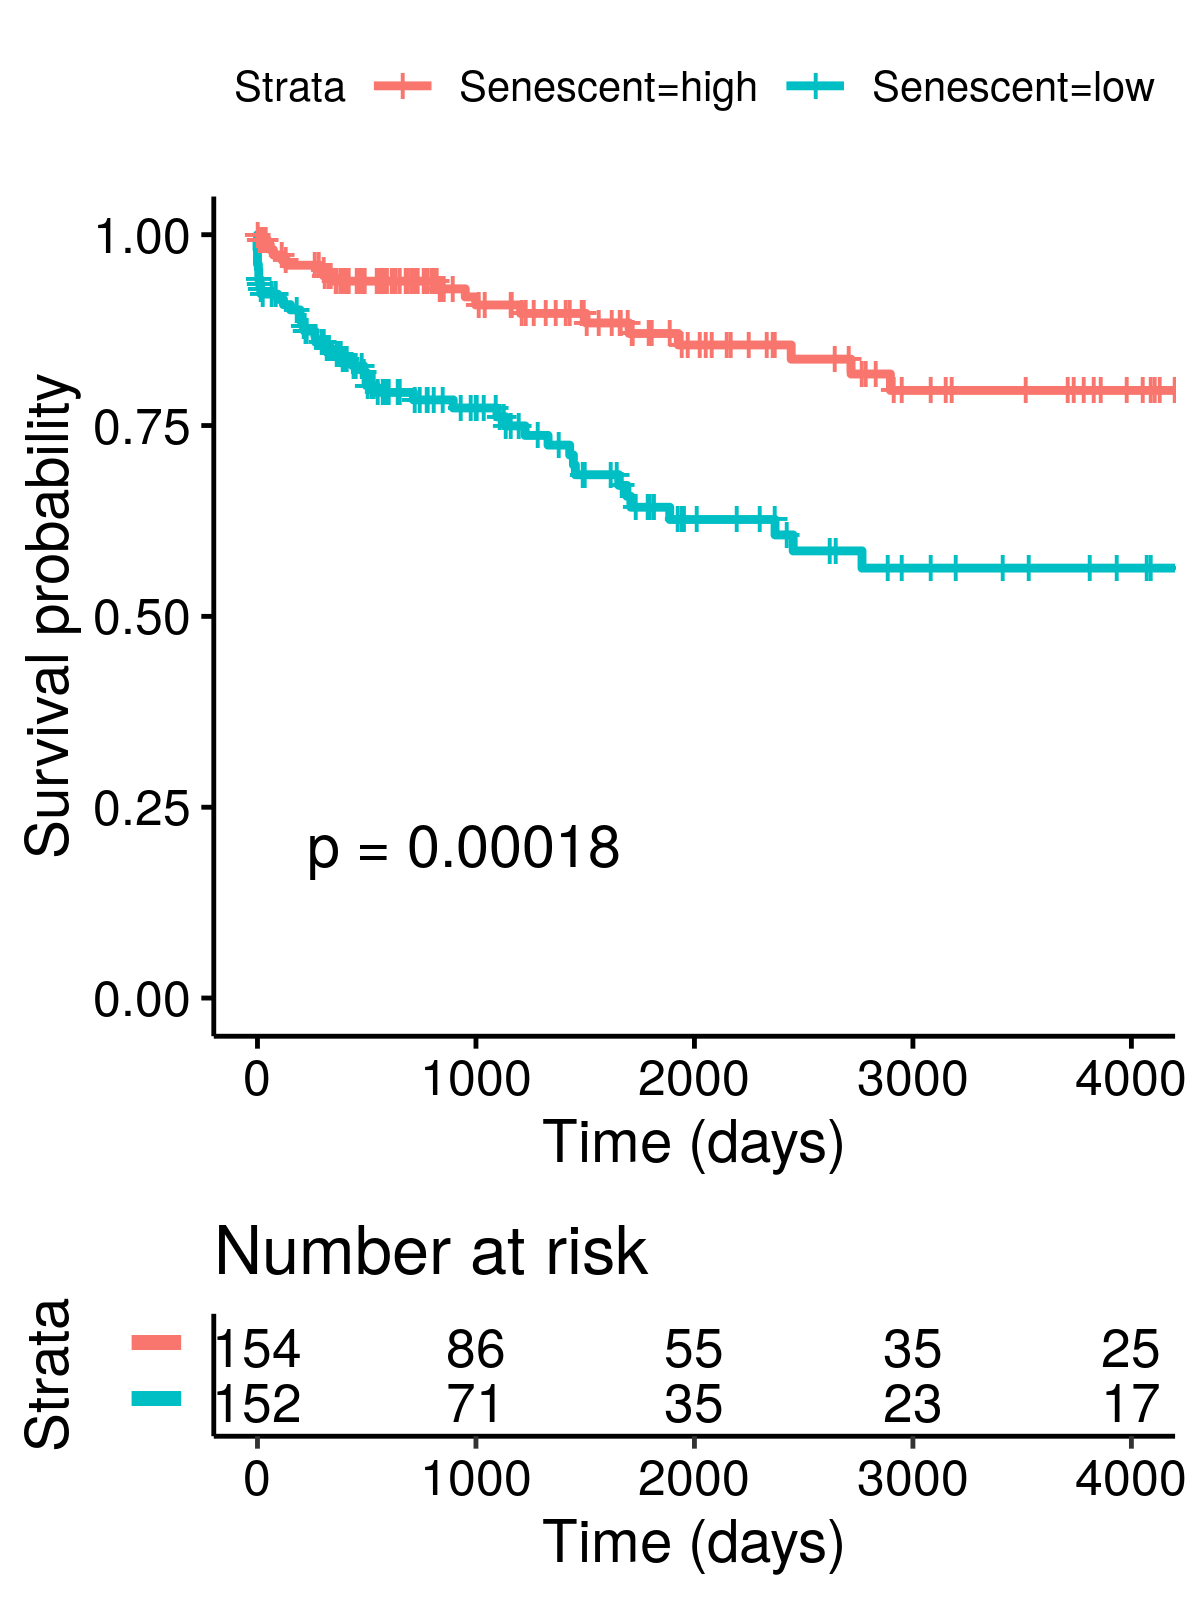 Strata Senescent=high Senescent=low
1.00
0.75
0.50
0.25
0.00
Survival probability
p = 0.00018
0 1000 2000 3000 4000
Time (days)
Number at risk
Strata
154 86 55 35 25
152 71 35 23 17
0 1000 2000 3000 4000
Time (days)